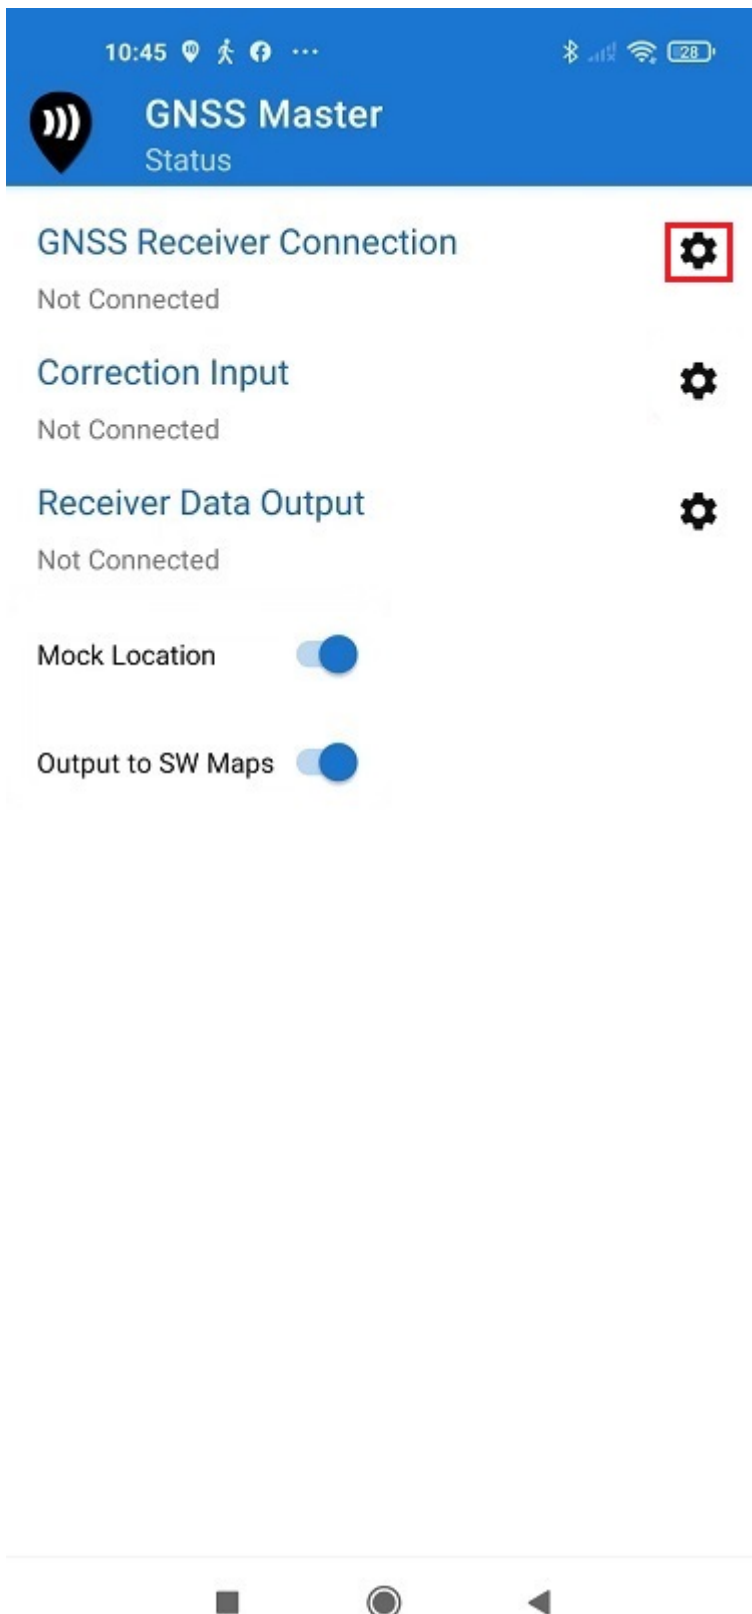 10:45 ··· 28
GNSS Master
Status
GNSS Receiver Connection
Not Connected
Correction Input
Not Connected
Receiver Data Output
Not Connected
Mock Location
Output to SW Maps